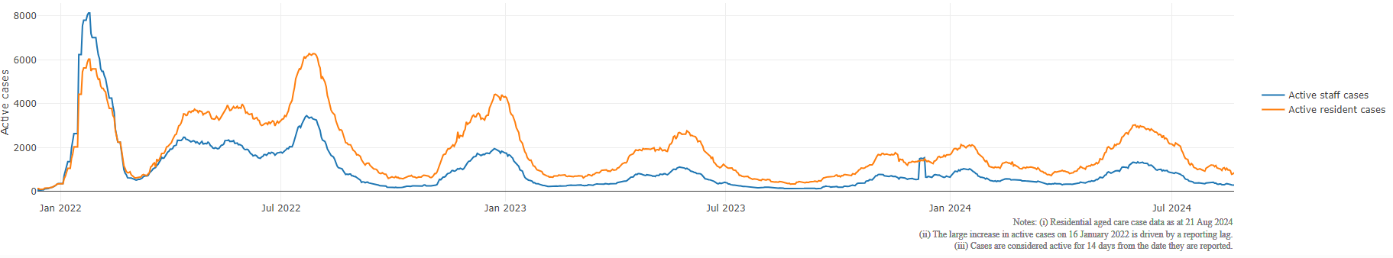 8000
6000
4000
2000
0
Active cases
Jan 2022
Jul 2022
Jan 2023
Jul 2023
Jan 2024
Jul 2024
Active staff cases
Active resident cases
Notes: (i) Residential aged care case data as at 21 Aug 2024
(ii) The large increase in active cases on 16 January 2022 is driven by a reporting lag.
(iii) Cases are considered active for 14 days from the date they are reported.